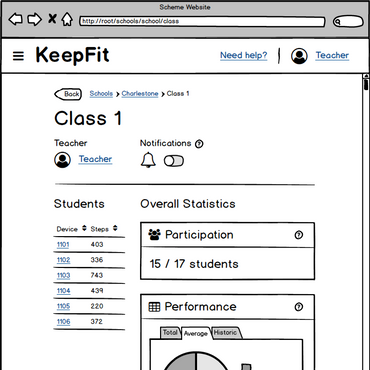 Scheme Website
http://root/schools/school/class
KeepFit
Need help?
Teacher
Back
Schools
Charlestone
Class 1
Class 1
Teacher
Notifications ?
Teacher
Students
Overall Statistics
Device Steps
1101 403
1102 336
1103 743
1104 439
1105 220
1106 372
Participation ?
15 / 17 students
Performance ?
Total Average Historic